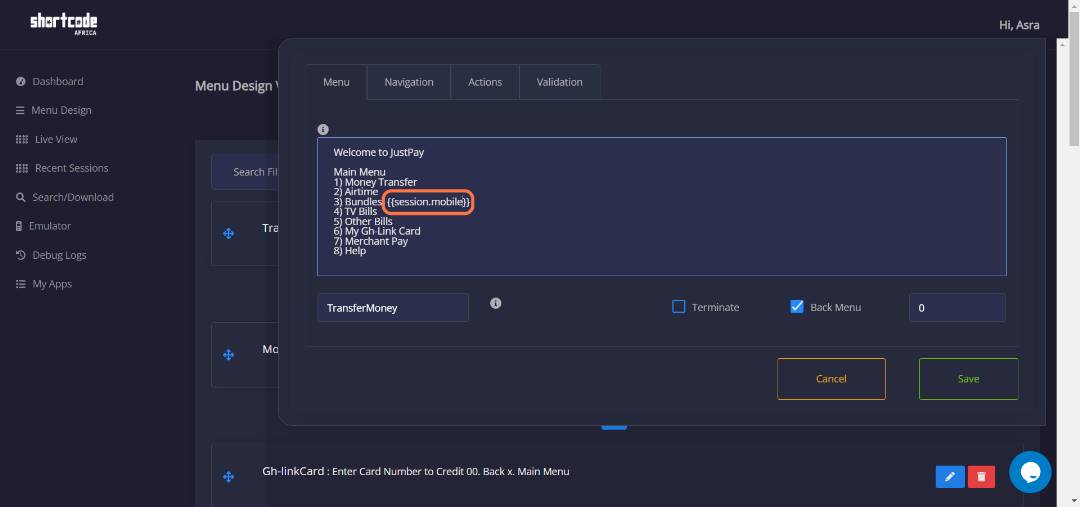 shortcode
AFRICA
Hi, Asra
Dashboard
Menu Design
Live View
Recent Sessions
Search/Download
Emulator
Debug Logs
My Apps
Menu Design
Search
Menu
Navigation
Actions
Validation
Welcome to JustPay
Main Menu
1) Money Transfer
2) Airtime
3) Bundles {{session.mobile}}
4) TV Bills
5) Other Bills
6) My Gh-Link Card
7) Merchant Pay
8) Help
TransferMoney
Terminate
Back Menu
0
Cancel
Save
Gh-linkCard : Enter Card Number to Credit 00. Back x. Main Menu